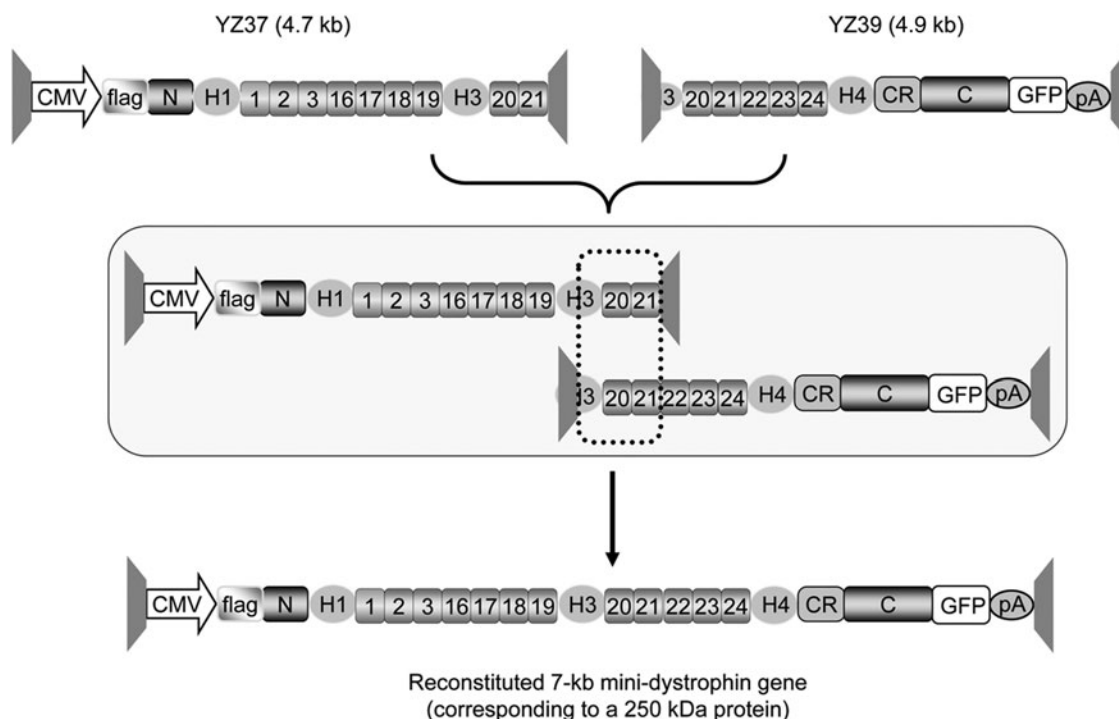 YZ37 (4.7 kb)
YZ39 (4.9 kb)
CMV flag N H1 1 2 3 16 17 18 19 H3 20 21
3 20 21 22 23 24 H4 CR C GFP pA
CMV flag N H1 1 2 3 16 17 18 19 H3 20 21
H3 20 21 22 23 24 H4 CR C GFP pA
CMV flag N H1 1 2 3 16 17 18 19 H3 20 21 22 23 24 H4 CR C GFP pA
Reconstituted 7-kb mini-dystrophin gene
(corresponding to a 250 kDa protein)